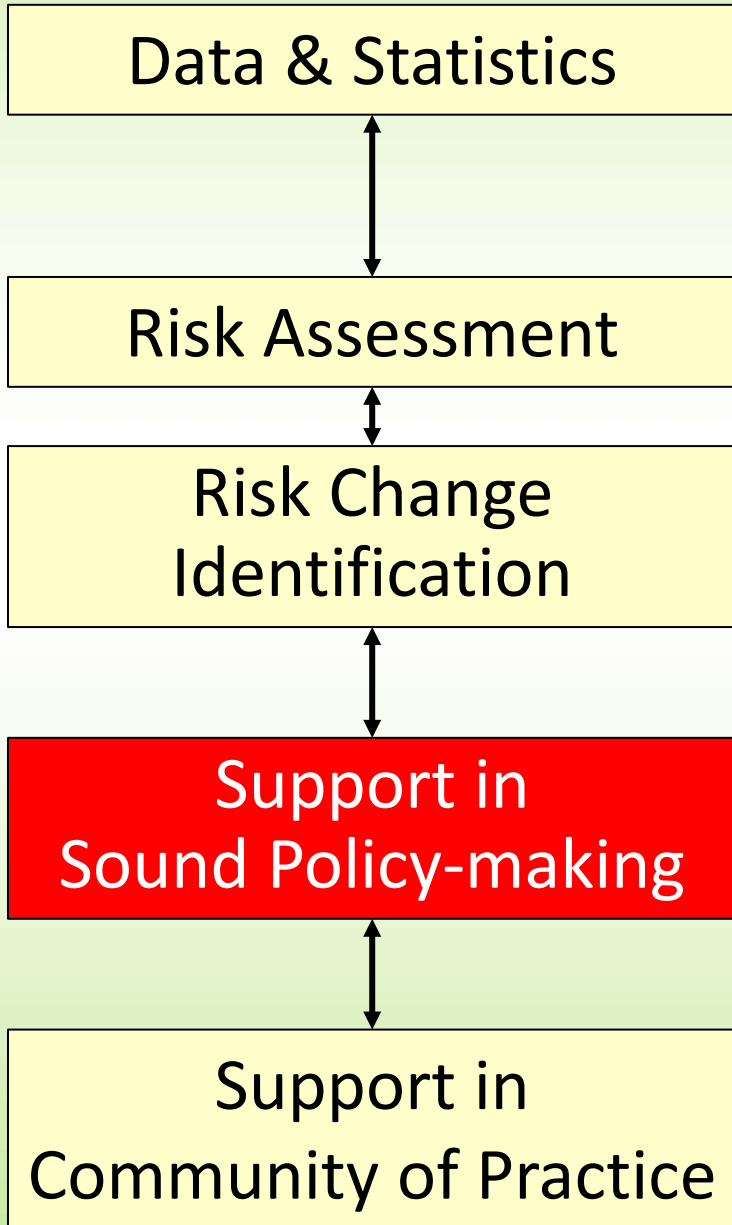 Data & Statistics
Risk Assessment
Risk Change
Identification
Support in
Sound Policy-making
Support in
Community of Practice